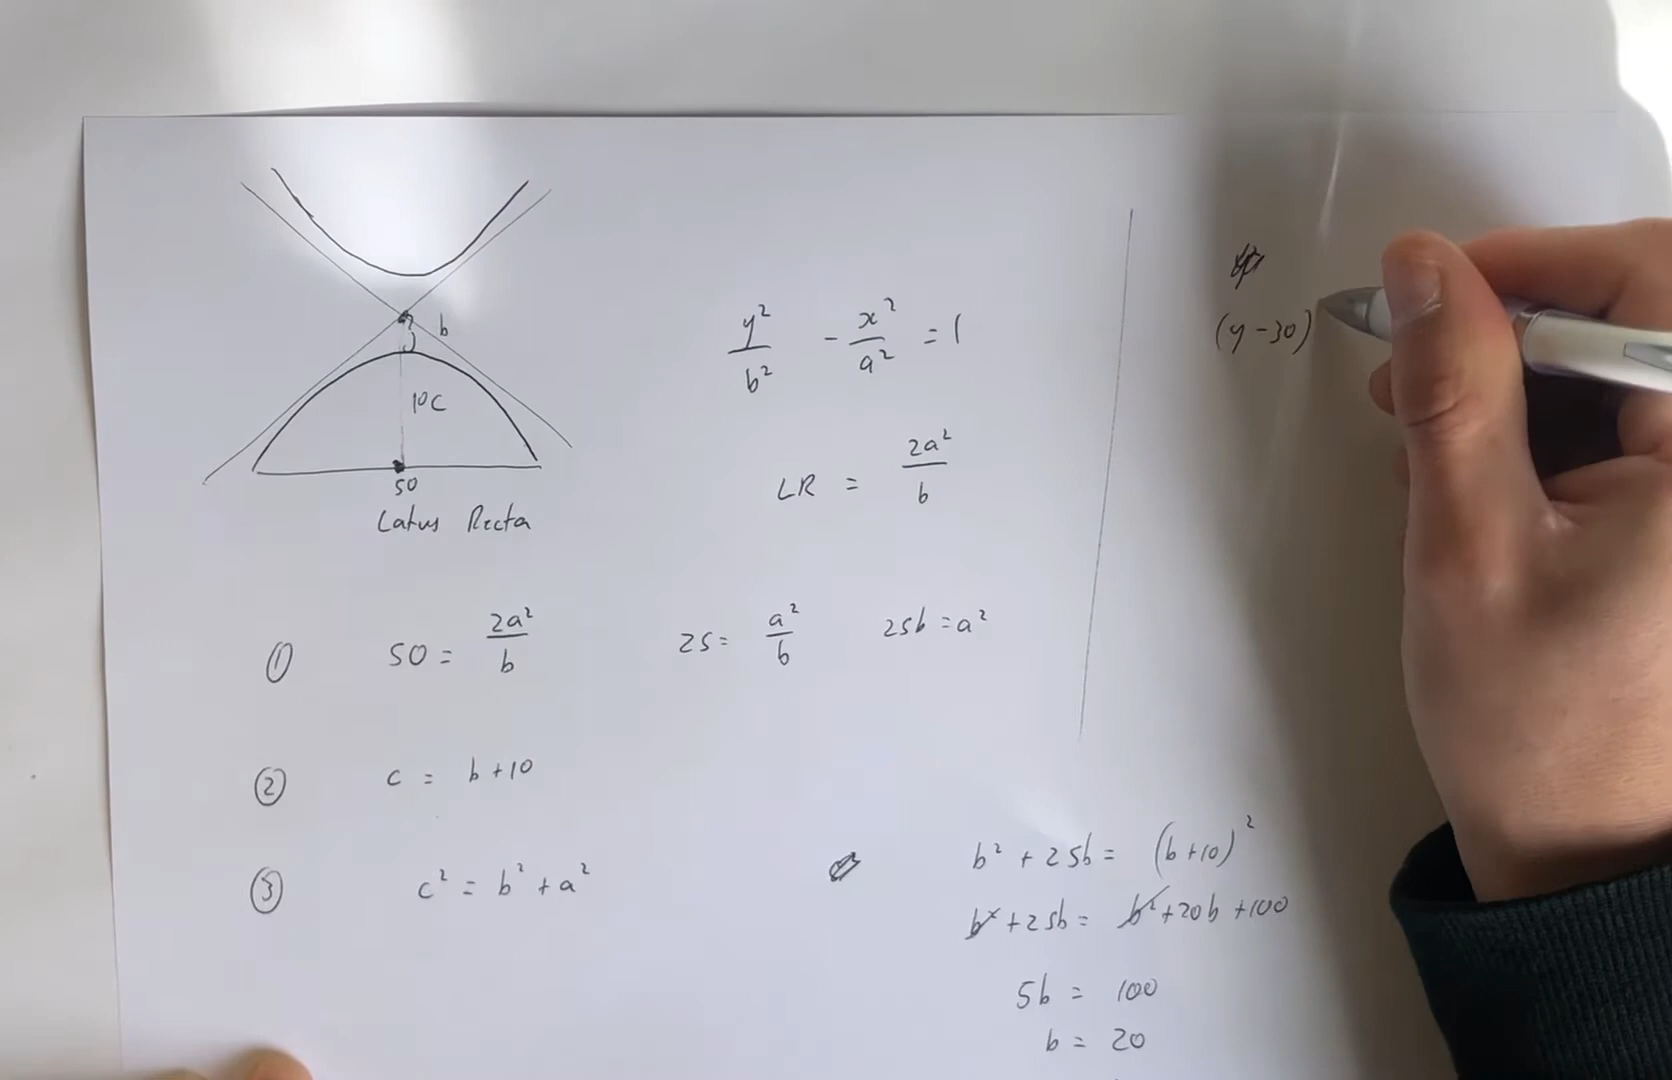 b
10c
50
Latus Recta
y²/b² - x²/a² = 1
LR = 2a²/b
① 50 = 2a²/b 25 = a²/b 25b = a²
② c = b + 10
③ c² = b² + a²
b² + 25b = (b + 10)²
b² + 25b = b² + 20b + 100
5b = 100
b = 20
(y - 30)